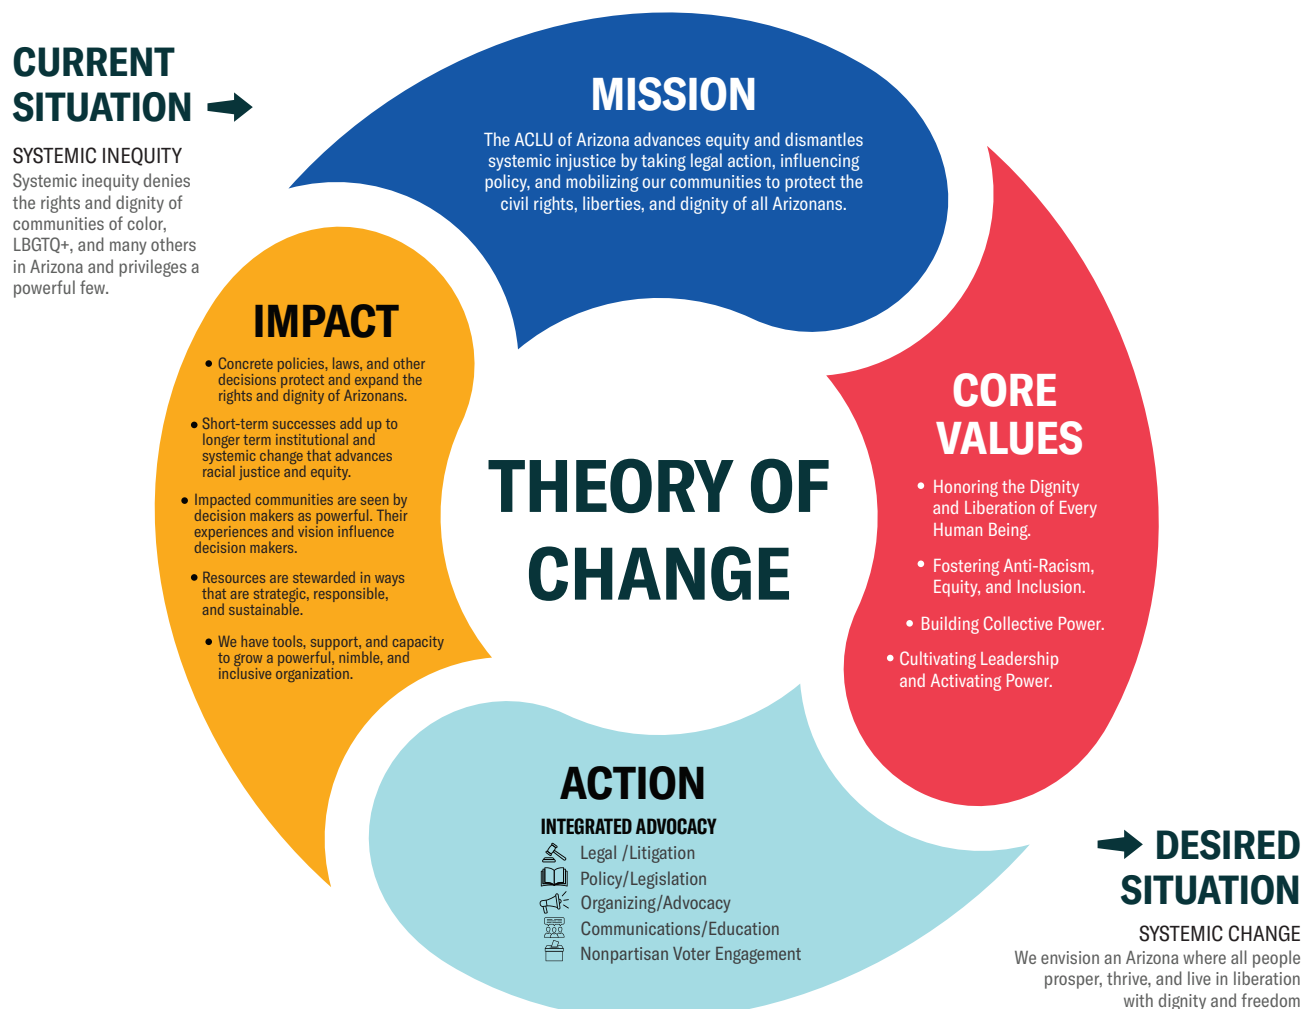 CURRENT
SITUATION
SYSTEMIC INEQUITY
Systemic inequity denies
the rights and dignity of
communities of color,
LBGTQ+, and many others
in Arizona and privileges a
powerful few.
MISSION
The ACLU of Arizona advances equity and dismantles
systemic injustice by taking legal action, influencing
policy, and mobilizing our communities to protect the
civil rights, liberties, and dignity of all Arizonans.
CORE
VALUES
• Honoring the Dignity
and Liberation of Every
Human Being.
• Fostering Anti-Racism,
Equity, and Inclusion.
• Building Collective Power.
• Cultivating Leadership
and Activating Power.
THEORY OF
CHANGE
IMPACT
• Concrete policies, laws, and other
decisions protect and expand the
rights and dignity of Arizonans.
• Short-term successes add up to
longer term institutional and
systemic change that advances
racial justice and equity.
• Impacted communities are seen by
decision makers as powerful. Their
experiences and vision influence
decision makers.
• Resources are stewarded in ways
that are strategic, responsible,
and sustainable.
• We have tools, support, and capacity
to grow a powerful, nimble, and
inclusive organization.
ACTION
INTEGRATED ADVOCACY
Legal /Litigation
Policy/Legislation
Organizing/Advocacy
Communications/Education
Nonpartisan Voter Engagement
DESIRED
SITUATION
SYSTEMIC CHANGE
We envision an Arizona where all people
prosper, thrive, and live in liberation
with dignity and freedom